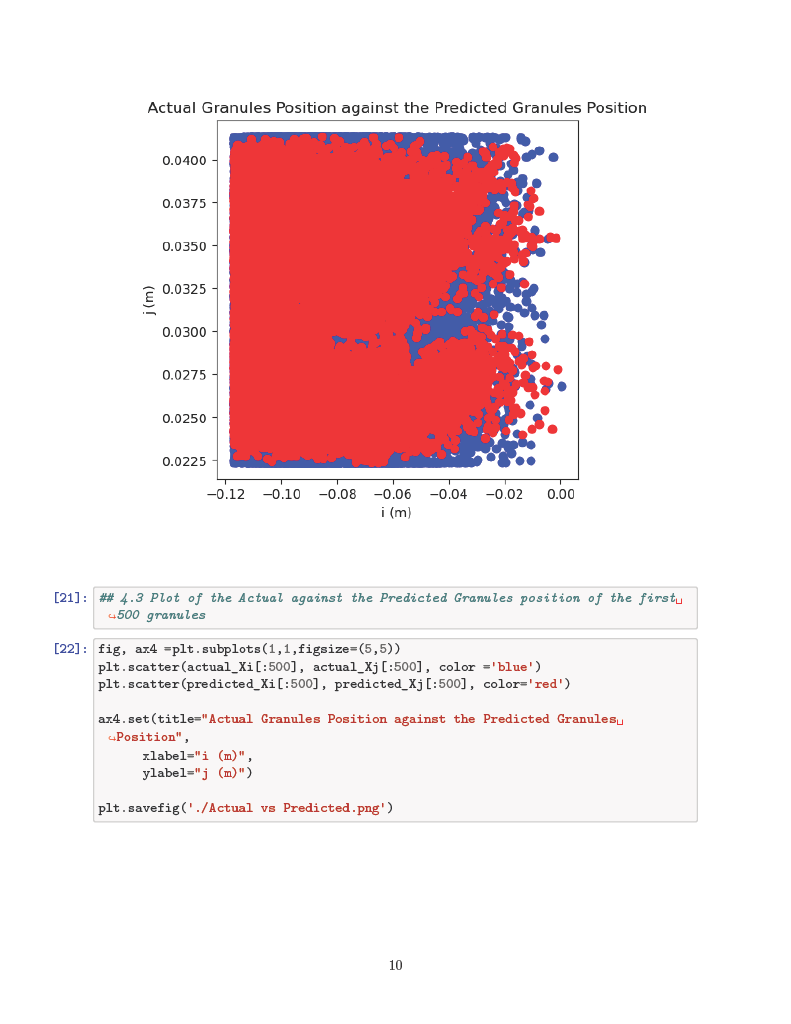 Actual Granules Position against the Predicted Granules Position
0.0400
0.0375
0.0350
0.0325
0.0300
0.0275
0.0250
0.0225
j (m)
−0.12 −0.10 −0.08 −0.06 −0.04 −0.02 0.00
i (m)
[21]: ## 4.3 Plot of the Actual against the Predicted Granules position of the first␣
↪500 granules
[22]: fig, ax4 =plt.subplots(1,1,figsize=(5,5))
plt.scatter(actual_Xi[:500], actual_Xj[:500], color ='blue')
plt.scatter(predicted_Xi[:500], predicted_Xj[:500], color='red')
ax4.set(title="Actual Granules Position against the Predicted Granules␣
↪Position",
xlabel="i (m)",
ylabel="j (m)")
plt.savefig('./Actual vs Predicted.png')
10